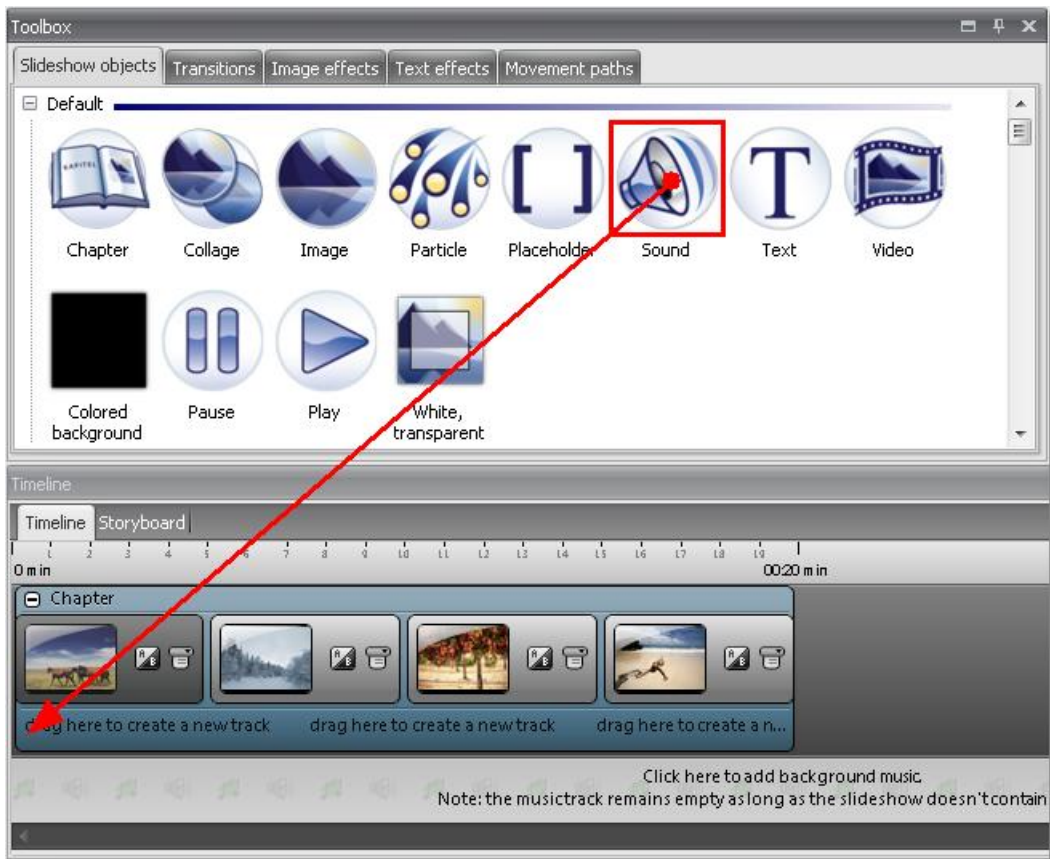 Toolbox
Slideshow objects Transitions Image effects Text effects Movement paths
Default
KAPITEL
Chapter Collage Image Particle Placeholder Sound Text Video
Colored background Pause Play White, transparent
Timeline
Timeline Storyboard
1 2 3 4 5 6 7 8 9 10 11 12 13 14 15 16 17 18 19
0 min 00:20 min
Chapter
A B A B A B A B
drag here to create a new track drag here to create a new track drag here to create a n...
Click here to add background music.
Note: the music track remains empty as long as the slideshow doesn't contain